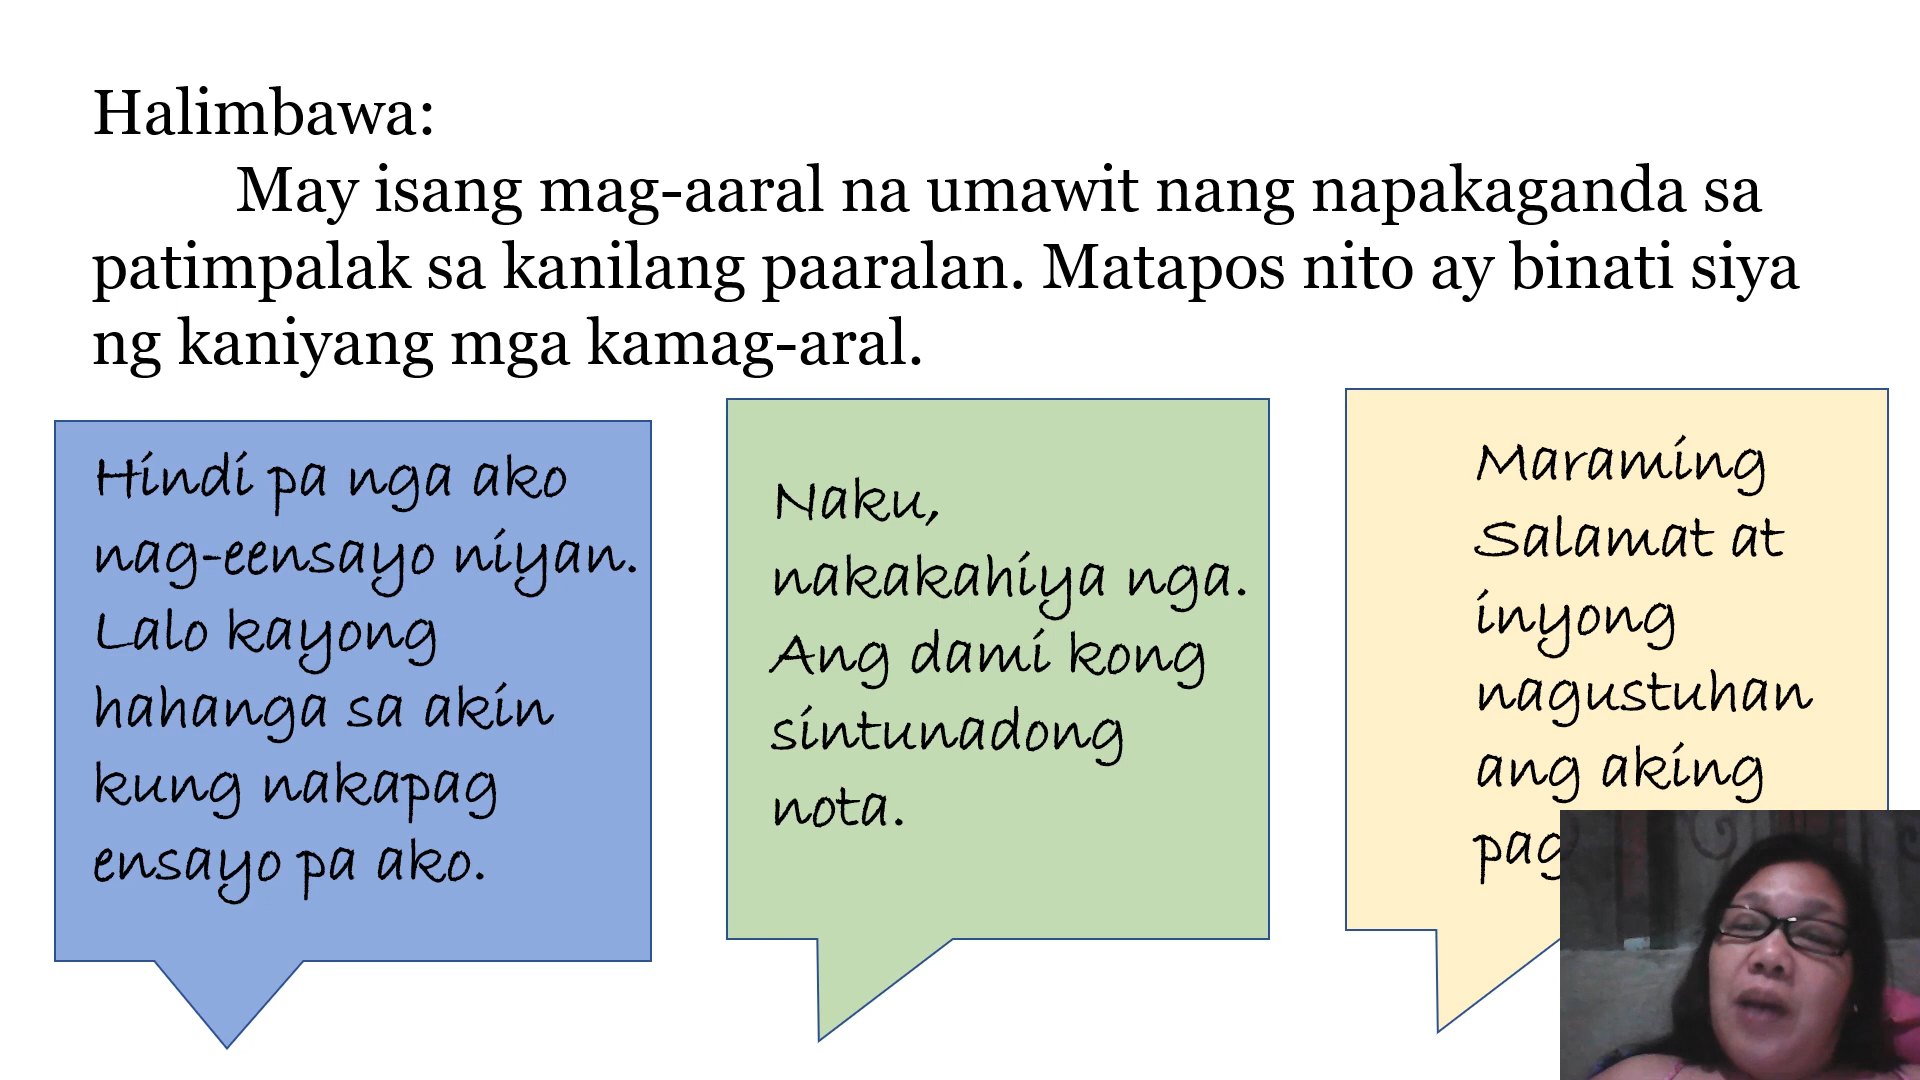 Halimbawa:
May isang mag-aaral na umawit nang napakaganda sa
patimpalak sa kanilang paaralan. Matapos nito ay binati siya
ng kaniyang mga kamag-aral.
Hindi pa nga ako
nag-eensayo niyan.
Lalo kayong
hahanga sa akin
kung nakapag
ensayo pa ako.
Naku,
nakakahiya nga.
Ang dami kong
sintunadong
nota.
Maraming
Salamat at
inyong
nagustuhan
ang aking